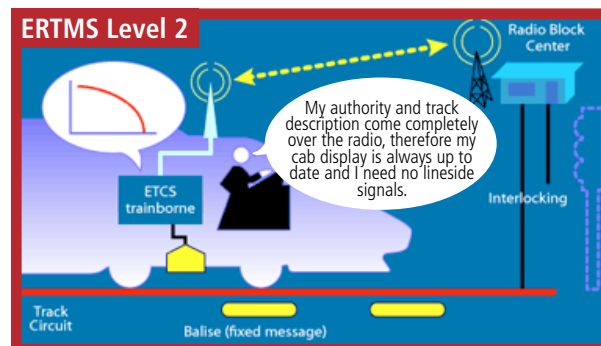 ERTMS Level 2
Radio Block
Center
My authority and track
description come completely
over the radio, therefore my
cab display is always up to
date and I need no lineside
signals.
ETCS
trainborne
Interlocking
Track
Circuit
Balise (fixed message)